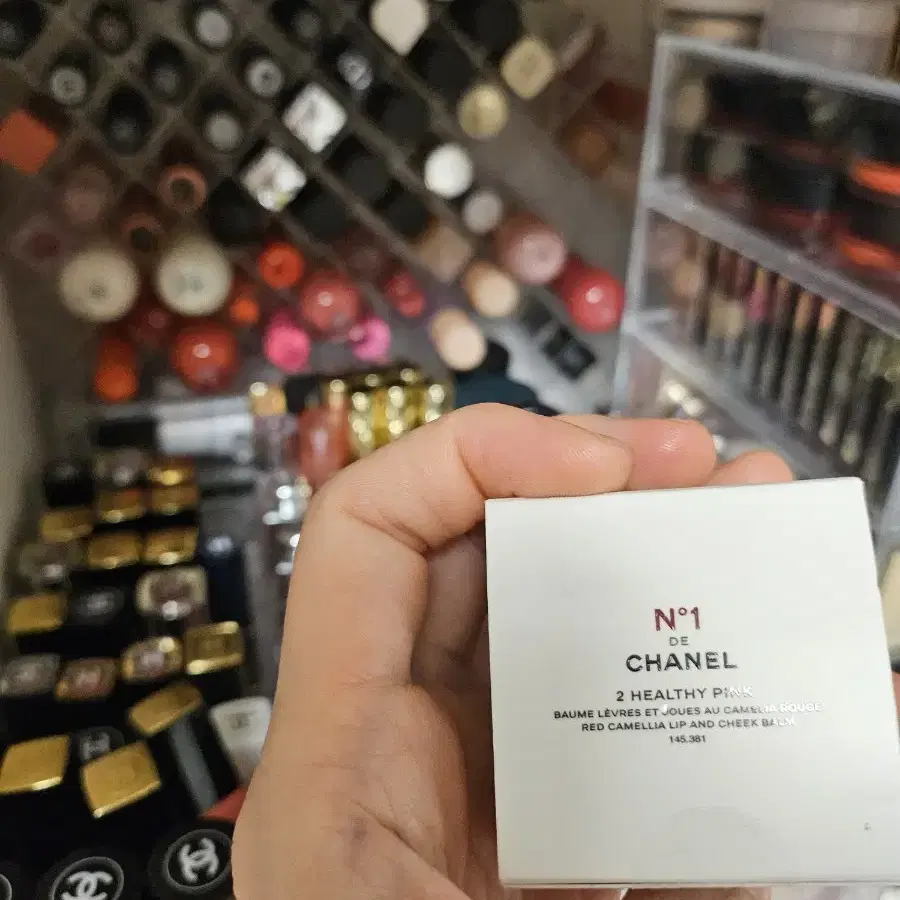 N°1
DE
CHANEL
2 HEALTHY PINK
BAUME LÈVRES ET JOUES AU CAMÉLIA ROUGE
RED CAMELLIA LIP AND CHEEK BALM
145.381